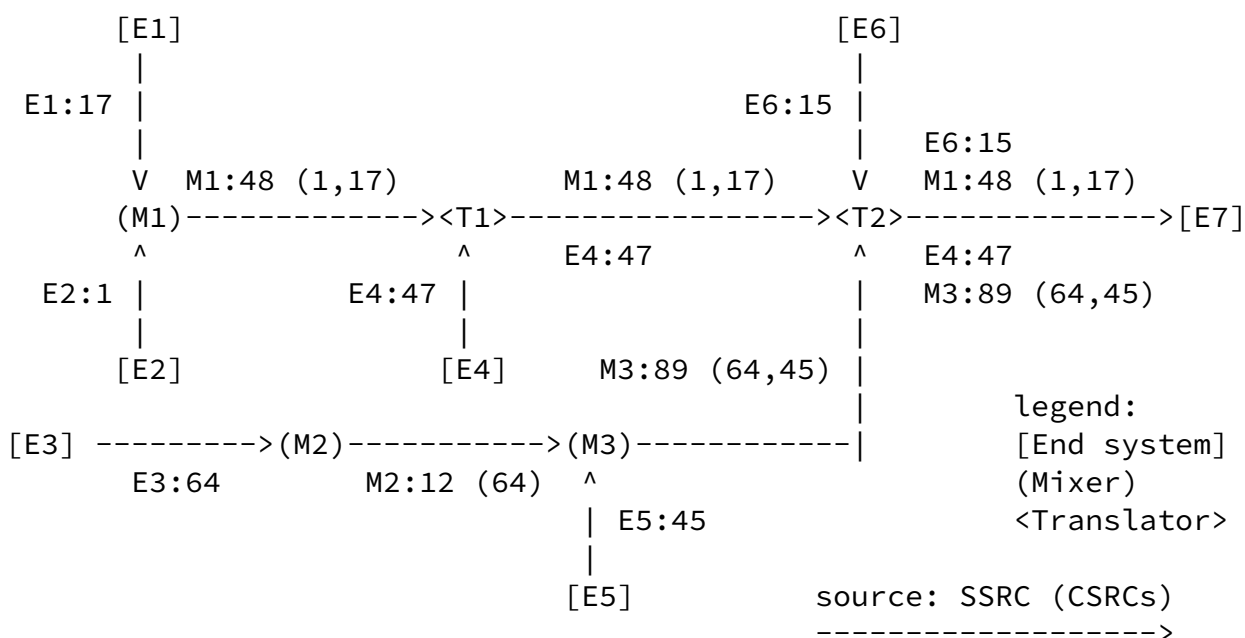 [E1] [E6]
| |
E1:17 | E6:15 |
| | E6:15
V M1:48 (1,17) M1:48 (1,17) V M1:48 (1,17)
(M1)-------------><T1>-----------------><T2>--------------->[E7]
^ ^ E4:47 ^ E4:47
E2:1 | E4:47 | | M3:89 (64,45)
| | |
[E2] [E4] M3:89 (64,45) |
| legend:
[E3] --------->(M2)----------->(M3)------------| [End system]
E3:64 M2:12 (64) ^ (Mixer)
| E5:45 <Translator>
|
[E5] source: SSRC (CSRCs)
------------------->